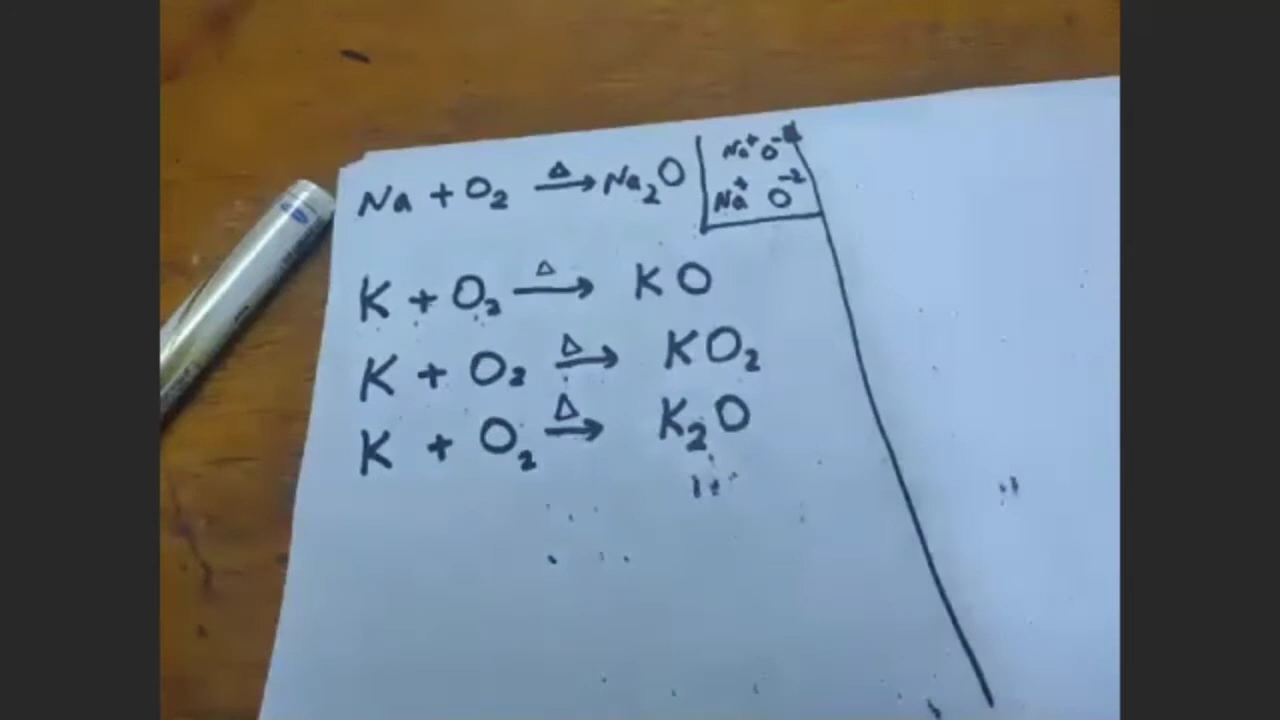 Na + O₂ —Δ→ Na₂O
Na⁺ O⁻
Na⁺ O⁻²
K + O₂ —Δ→ KO
K + O₂ —Δ→ KO₂
K + O₂ —Δ→ K₂O